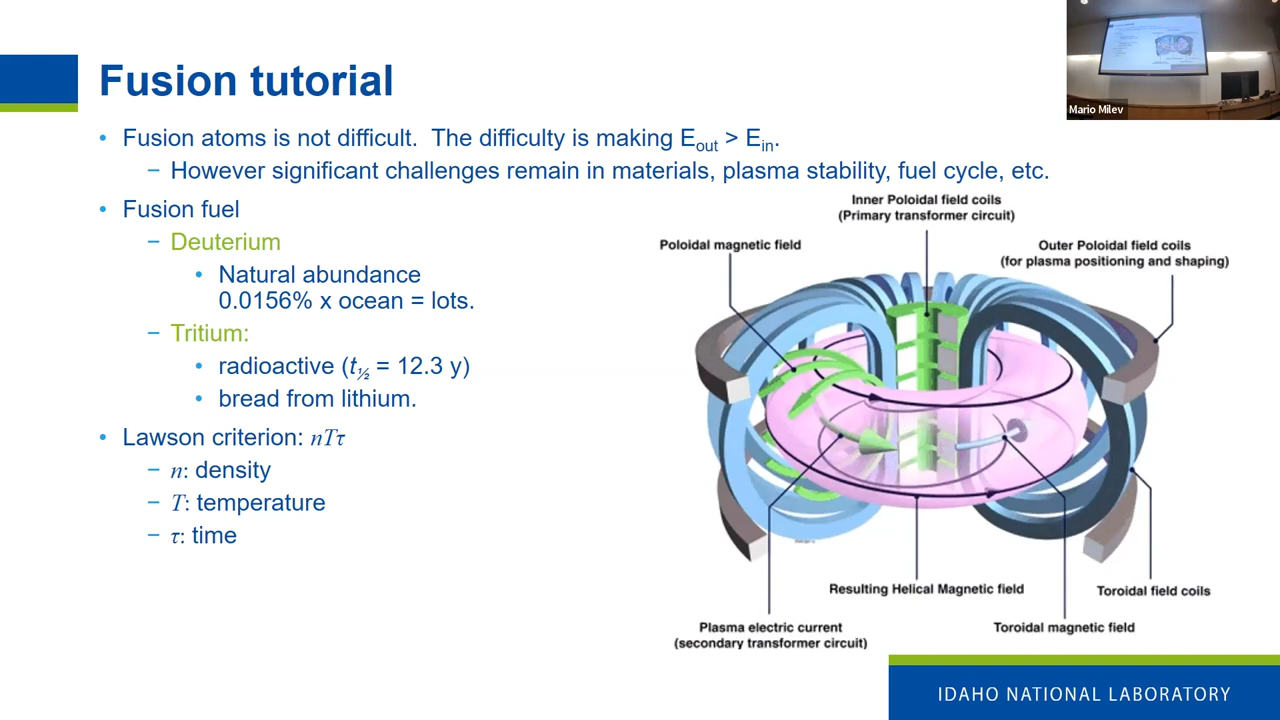 Fusion tutorial
• Fusion atoms is not difficult.  The difficulty is making Eout > Ein.
− However significant challenges remain in materials, plasma stability, fuel cycle, etc.
• Fusion fuel
− Deuterium
• Natural abundance
0.0156% x ocean = lots.
− Tritium:
• radioactive (t½ = 12.3 y)
• bread from lithium.
• Lawson criterion: nTτ
− n: density
− T: temperature
− τ: time
Inner Poloidal field coils
(Primary transformer circuit)
Poloidal magnetic field
Outer Poloidal field coils
(for plasma positioning and shaping)
Resulting Helical Magnetic field
Toroidal field coils
Plasma electric current
(secondary transformer circuit)
Toroidal magnetic field
IDAHO NATIONAL LABORATORY
Mario Milev